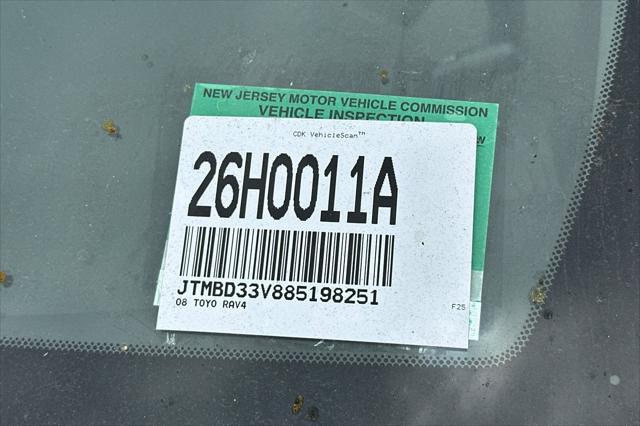 NEW JERSEY MOTOR VEHICLE COMMISSION
VEHICLE INSPECTION
CDK VehicleScan™
26H0011A
JTMBD33V885198251
08 TOYO RAV4
F25